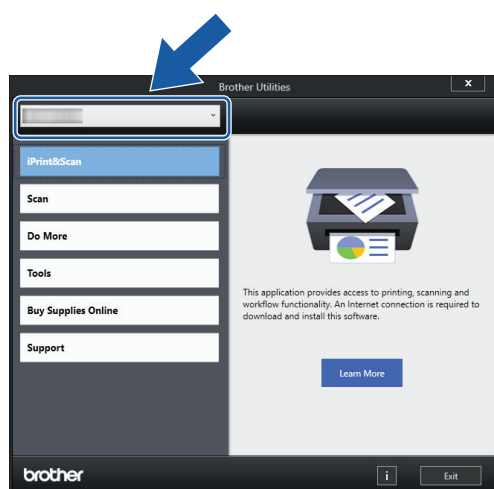 Brother Utilities
x
iPrint&Scan
Scan
Do More
Tools
Buy Supplies Online
Support
This application provides access to printing, scanning and
workflow functionality. An Internet connection is required to
download and install this software.
Learn More
brother
i
Exit